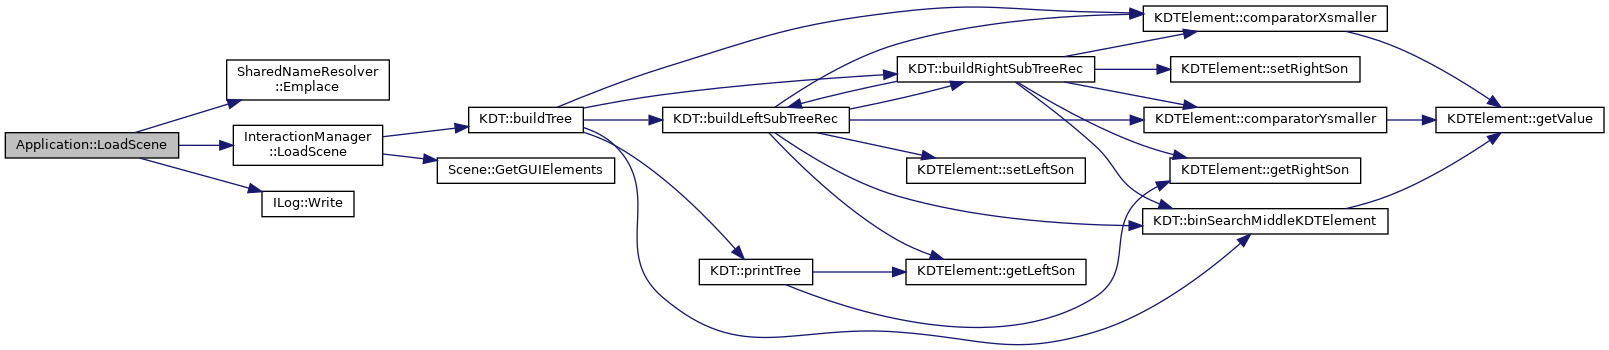 Application::LoadScene
SharedNameResolver
::Emplace
InteractionManager
::LoadScene
ILog::Write
KDT::buildTree
Scene::GetGUIElements
KDT::buildLeftSubTreeRec
KDT::printTree
KDT::buildRightSubTreeRec
KDTElement::setLeftSon
KDTElement::getLeftSon
KDTElement::comparatorXsmaller
KDTElement::setRightSon
KDTElement::comparatorYsmaller
KDTElement::getRightSon
KDT::binSearchMiddleKDTElement
KDTElement::getValue